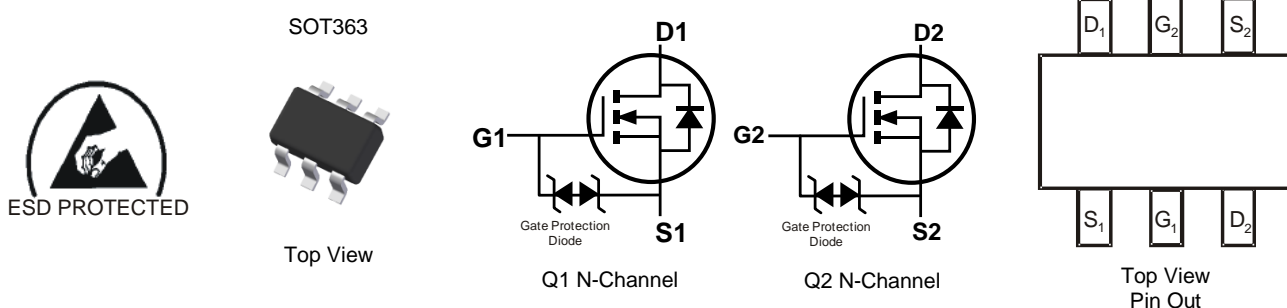 SOT363
ESD PROTECTED
Top View
D1
G1
Gate Protection
Diode
S1
Q1 N-Channel
D2
G2
Gate Protection
Diode
S2
Q2 N-Channel
D₁ G₂ S₂
S₁ G₁ D₂
Top View
Pin Out